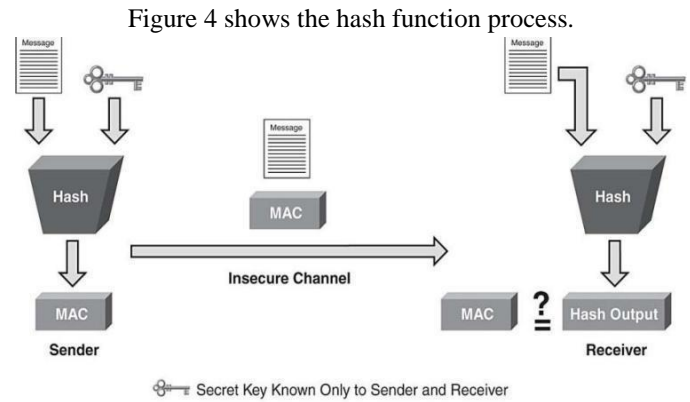 Figure 4 shows the hash function process.
Message
Message
Message
Hash
Hash
MAC
Insecure Channel
MAC
MAC
?
=
Hash Output
Sender
Receiver
Secret Key Known Only to Sender and Receiver